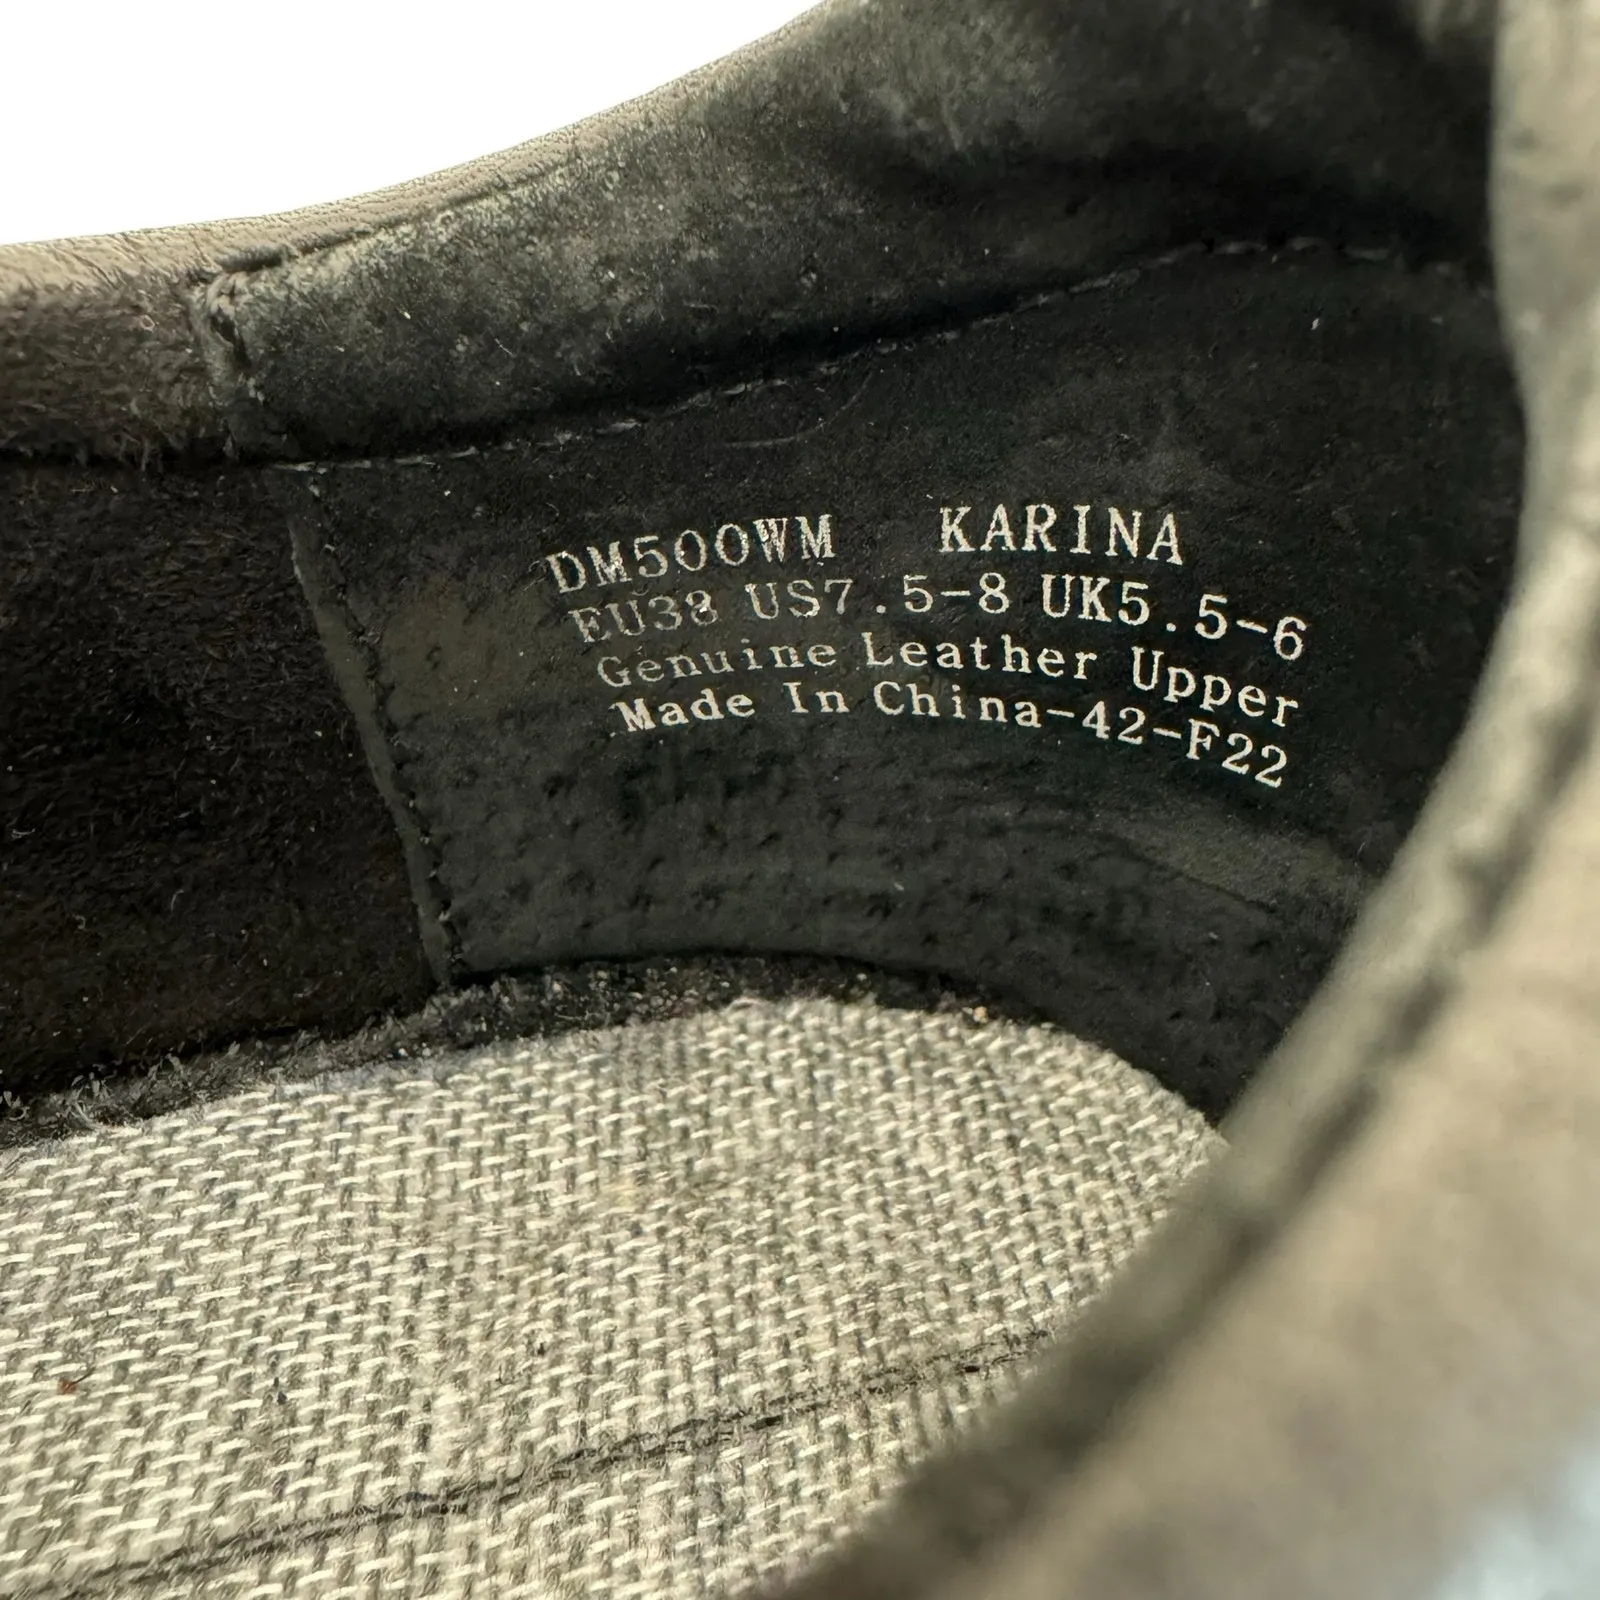 DM500WM KARINA
EU38 US7.5-8 UK5.5-6
Genuine Leather Upper
Made In China-42-F22